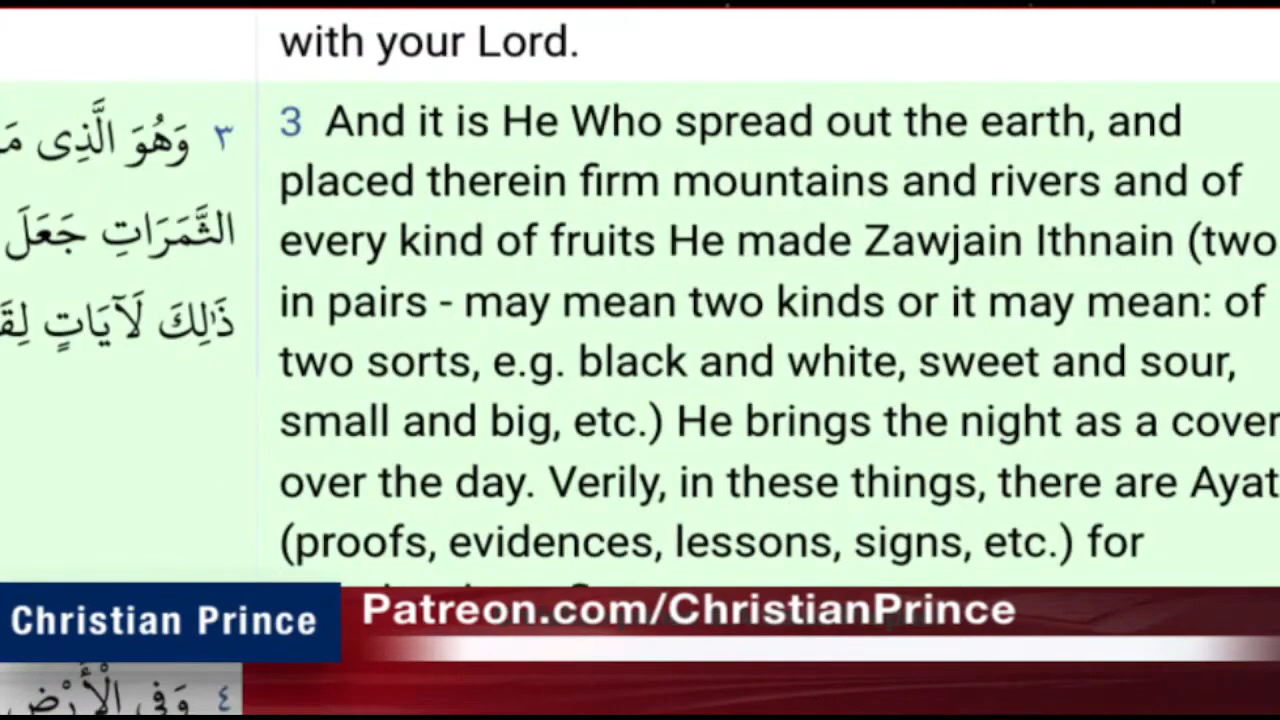 with your Lord.
٣ وَهُوَ الَّذِى
الثَّمَرَاتِ جَعَلَ
ذَٰلِكَ لَآيَاتٍ
3 And it is He Who spread out the earth, and
placed therein firm mountains and rivers and of
every kind of fruits He made Zawjain Ithnain (two
in pairs - may mean two kinds or it may mean: of
two sorts, e.g. black and white, sweet and sour,
small and big, etc.) He brings the night as a cover
over the day. Verily, in these things, there are Ayat
(proofs, evidences, lessons, signs, etc.) for
Christian Prince
Patreon.com/ChristianPrince
٤ وَفِى الْأَرْضِ